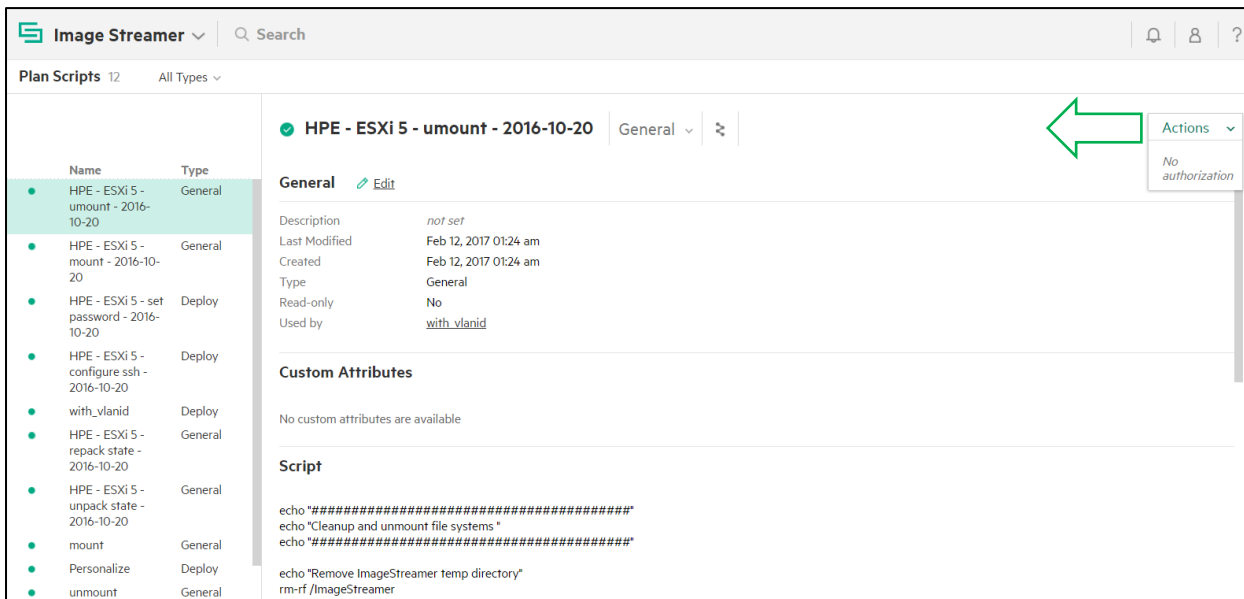 Image Streamer
Search
?
Plan Scripts 12 All Types
HPE - ESXi 5 - umount - 2016-10-20 General
Actions
No
authorization
Name Type
HPE - ESXi 5 - General
umount - 2016-
10-20
HPE - ESXi 5 - General
mount - 2016-10-
20
HPE - ESXi 5 - set Deploy
password - 2016-
10-20
HPE - ESXi 5 - Deploy
configure ssh -
2016-10-20
with_vlanid Deploy
HPE - ESXi 5 - General
repack state -
2016-10-20
HPE - ESXi 5 - General
unpack state -
2016-10-20
mount General
Personalize Deploy
unmount General
General Edit
Description not set
Last Modified Feb 12, 2017 01:24 am
Created Feb 12, 2017 01:24 am
Type General
Read-only No
Used by with_vlanid
Custom Attributes
No custom attributes are available
Script
echo "########################################"
echo "Cleanup and unmount file systems "
echo "########################################"
echo "Remove ImageStreamer temp directory"
rm-rf /ImageStreamer